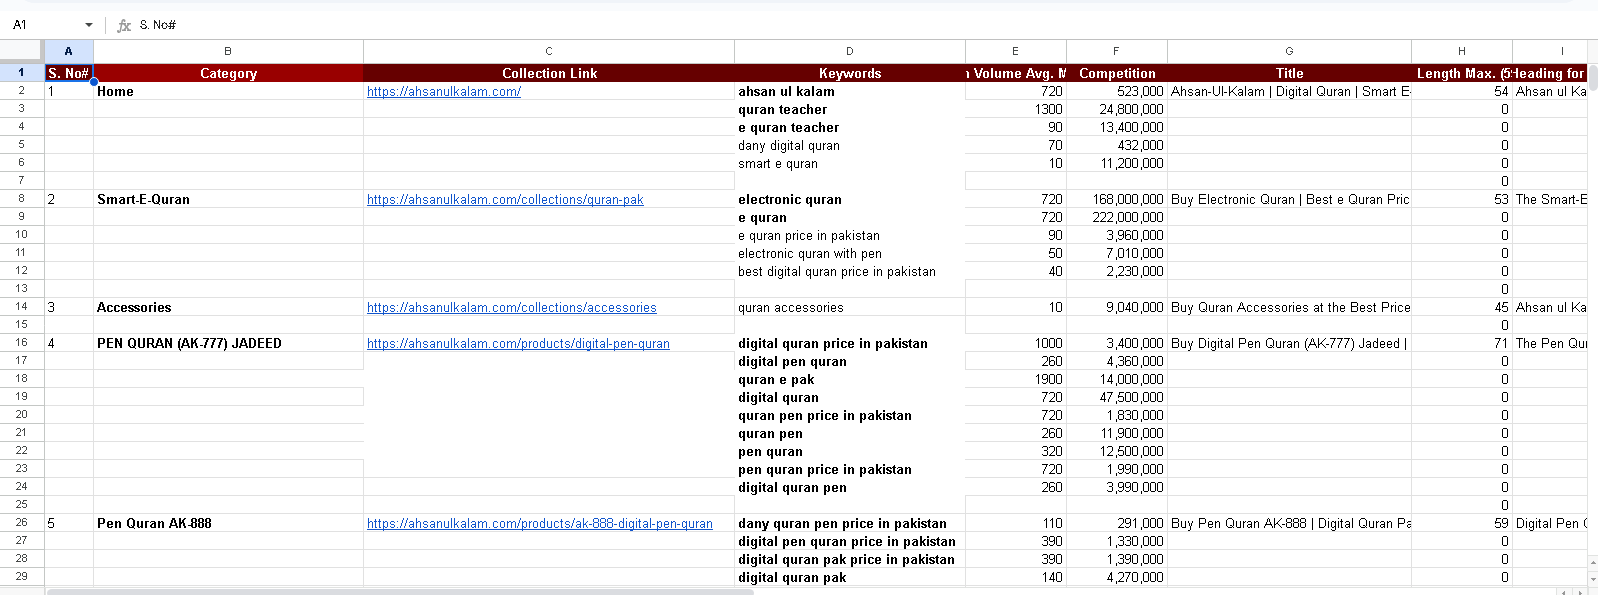 A1 fx S. No#
A B C D E F G H I
1 S. No# Category Collection Link Keywords Volume Avg. M Competition Title Length Max. (5 Heading for
2 1 Home https://ahsanulkalam.com/ ahsan ul kalam 720 523,000 Ahsan-Ul-Kalam | Digital Quran | Smart E- 54 Ahsan ul Ka
3 quran teacher 1300 24,800,000 0
4 e quran teacher 90 13,400,000 0
5 dany digital quran 70 432,000 0
6 smart e quran 10 11,200,000 0
7 0
8 2 Smart-E-Quran https://ahsanulkalam.com/collections/quran-pak electronic quran 720 168,000,000 Buy Electronic Quran | Best e Quran Pric 53 The Smart-E
9 e quran 720 222,000,000 0
10 e quran price in pakistan 90 3,960,000 0
11 electronic quran with pen 50 7,010,000 0
12 best digital quran price in pakistan 40 2,230,000 0
13 0
14 3 Accessories https://ahsanulkalam.com/collections/accessories quran accessories 10 9,040,000 Buy Quran Accessories at the Best Price 45 Ahsan ul Ka
15 0
16 4 PEN QURAN (AK-777) JADEED https://ahsanulkalam.com/products/digital-pen-quran digital quran price in pakistan 1000 3,400,000 Buy Digital Pen Quran (AK-777) Jadeed | 71 The Pen Qur
17 digital pen quran 260 4,360,000 0
18 quran e pak 1900 14,000,000 0
19 digital quran 720 47,500,000 0
20 quran pen price in pakistan 720 1,830,000 0
21 quran pen 260 11,900,000 0
22 pen quran 320 12,500,000 0
23 pen quran price in pakistan 720 1,990,000 0
24 digital quran pen 260 3,990,000 0
25 0
26 5 Pen Quran AK-888 https://ahsanulkalam.com/products/ak-888-digital-pen-quran dany quran pen price in pakistan 110 291,000 Buy Pen Quran AK-888 | Digital Quran Pa 59 Digital Pen
27 digital pen quran price in pakistan 390 1,330,000 0
28 digital quran pak price in pakistan 390 1,390,000 0
29 digital quran pak 140 4,270,000 0